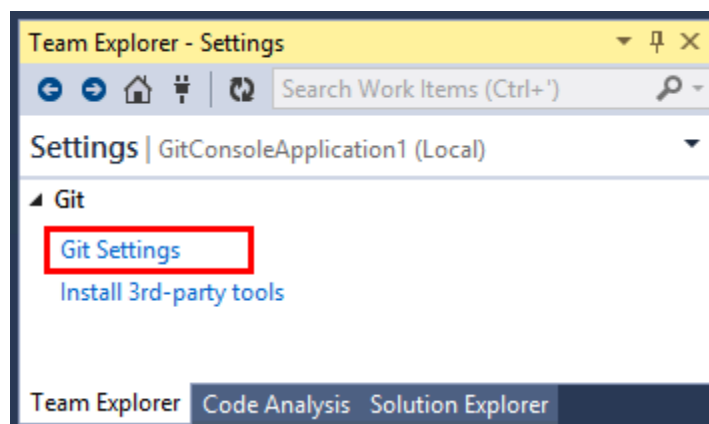 Team Explorer - Settings
Search Work Items (Ctrl+')
Settings | GitConsoleApplication1 (Local)
Git
Git Settings
Install 3rd-party tools
Team Explorer Code Analysis Solution Explorer